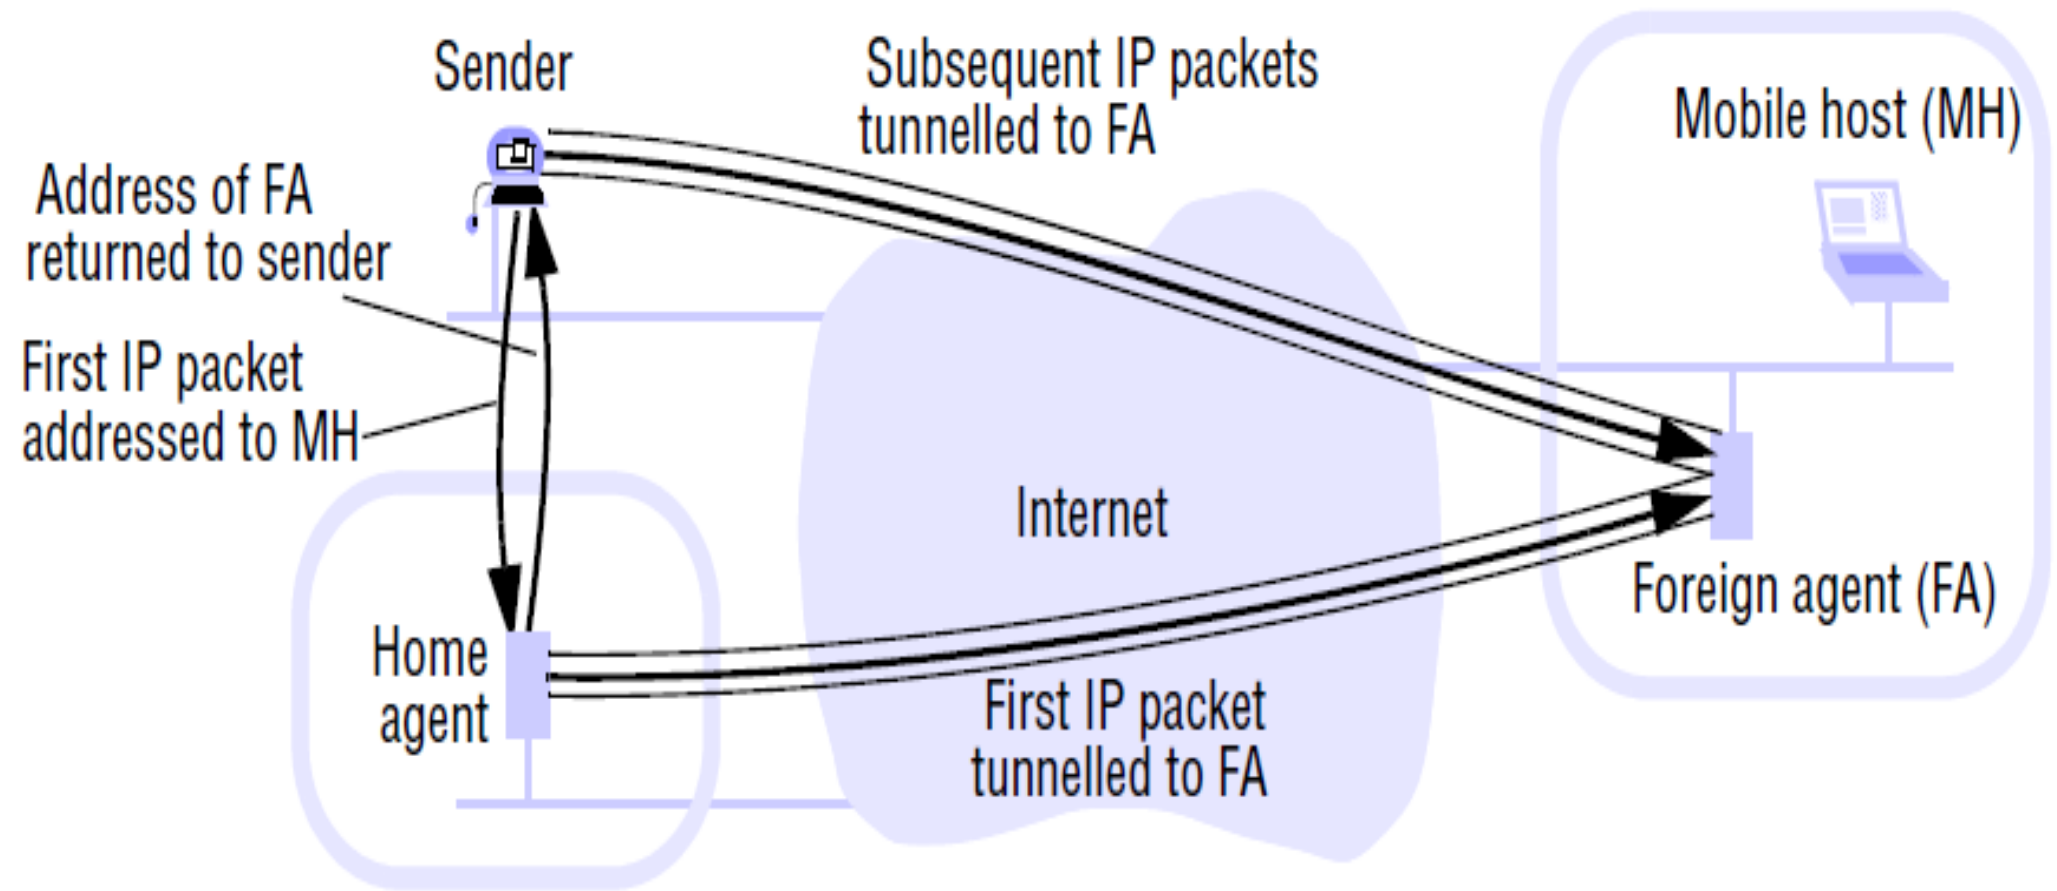 Sender
Subsequent IP packets
tunnelled to FA
Mobile host (MH)
Address of FA
returned to sender
First IP packet
addressed to MH
Internet
Foreign agent (FA)
Home
agent
First IP packet
tunnelled to FA